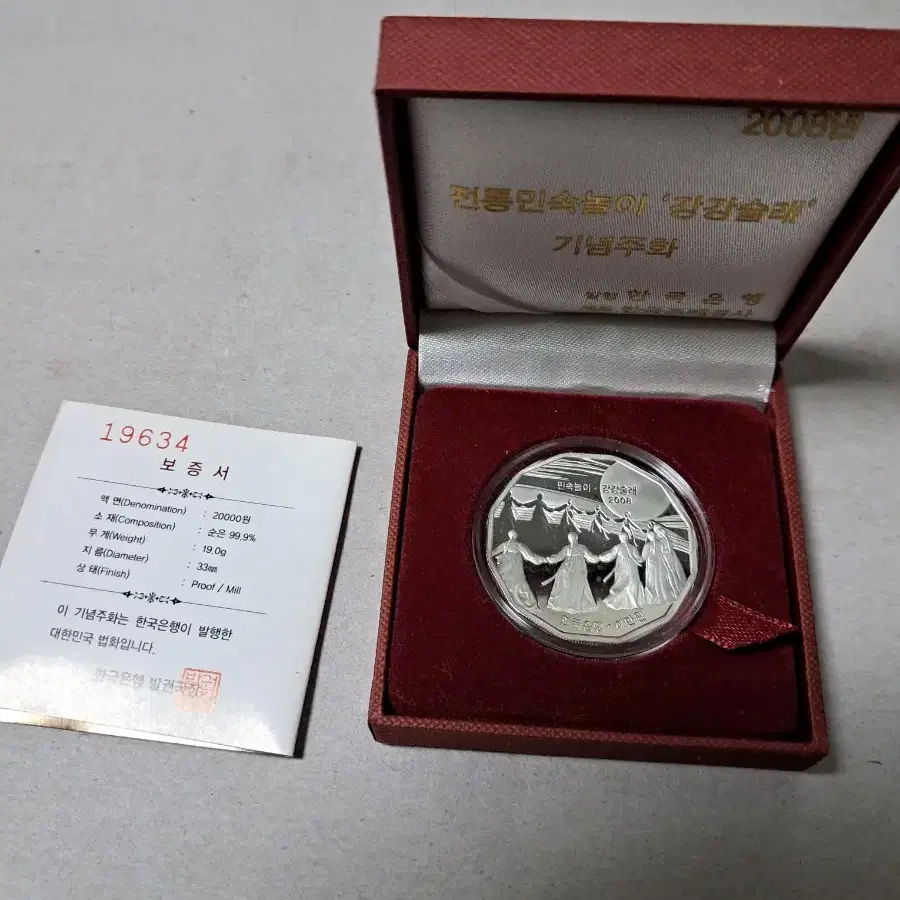 19634
보 증 서
액 면(Denomination) : 20000원
소 재(Composition) : 순은 99.9%
무 게(Weight) : 19.0g
지 름(Diameter) : 33㎜
상 태(Finish) : Proof / Mill
이 기념주화는 한국은행이 발행한
대한민국 법화입니다.
한국은행 발권국장
2008년
전통민속놀이 '강강술래'
기념주화
발행 한 국 은 행
민속놀이 · 강강술래
2008
한국은행 · 이만원